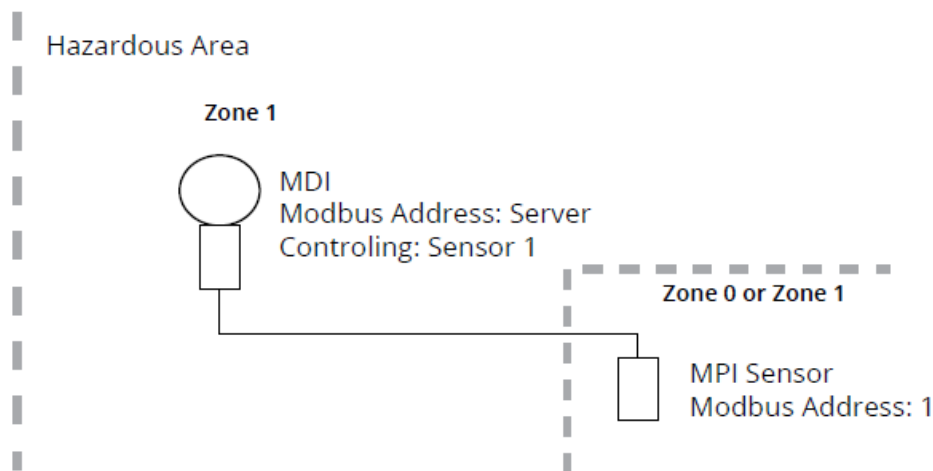 Hazardous Area
Zone 1
MDI
Modbus Address: Server
Controling: Sensor 1
Zone 0 or Zone 1
MPI Sensor
Modbus Address: 1